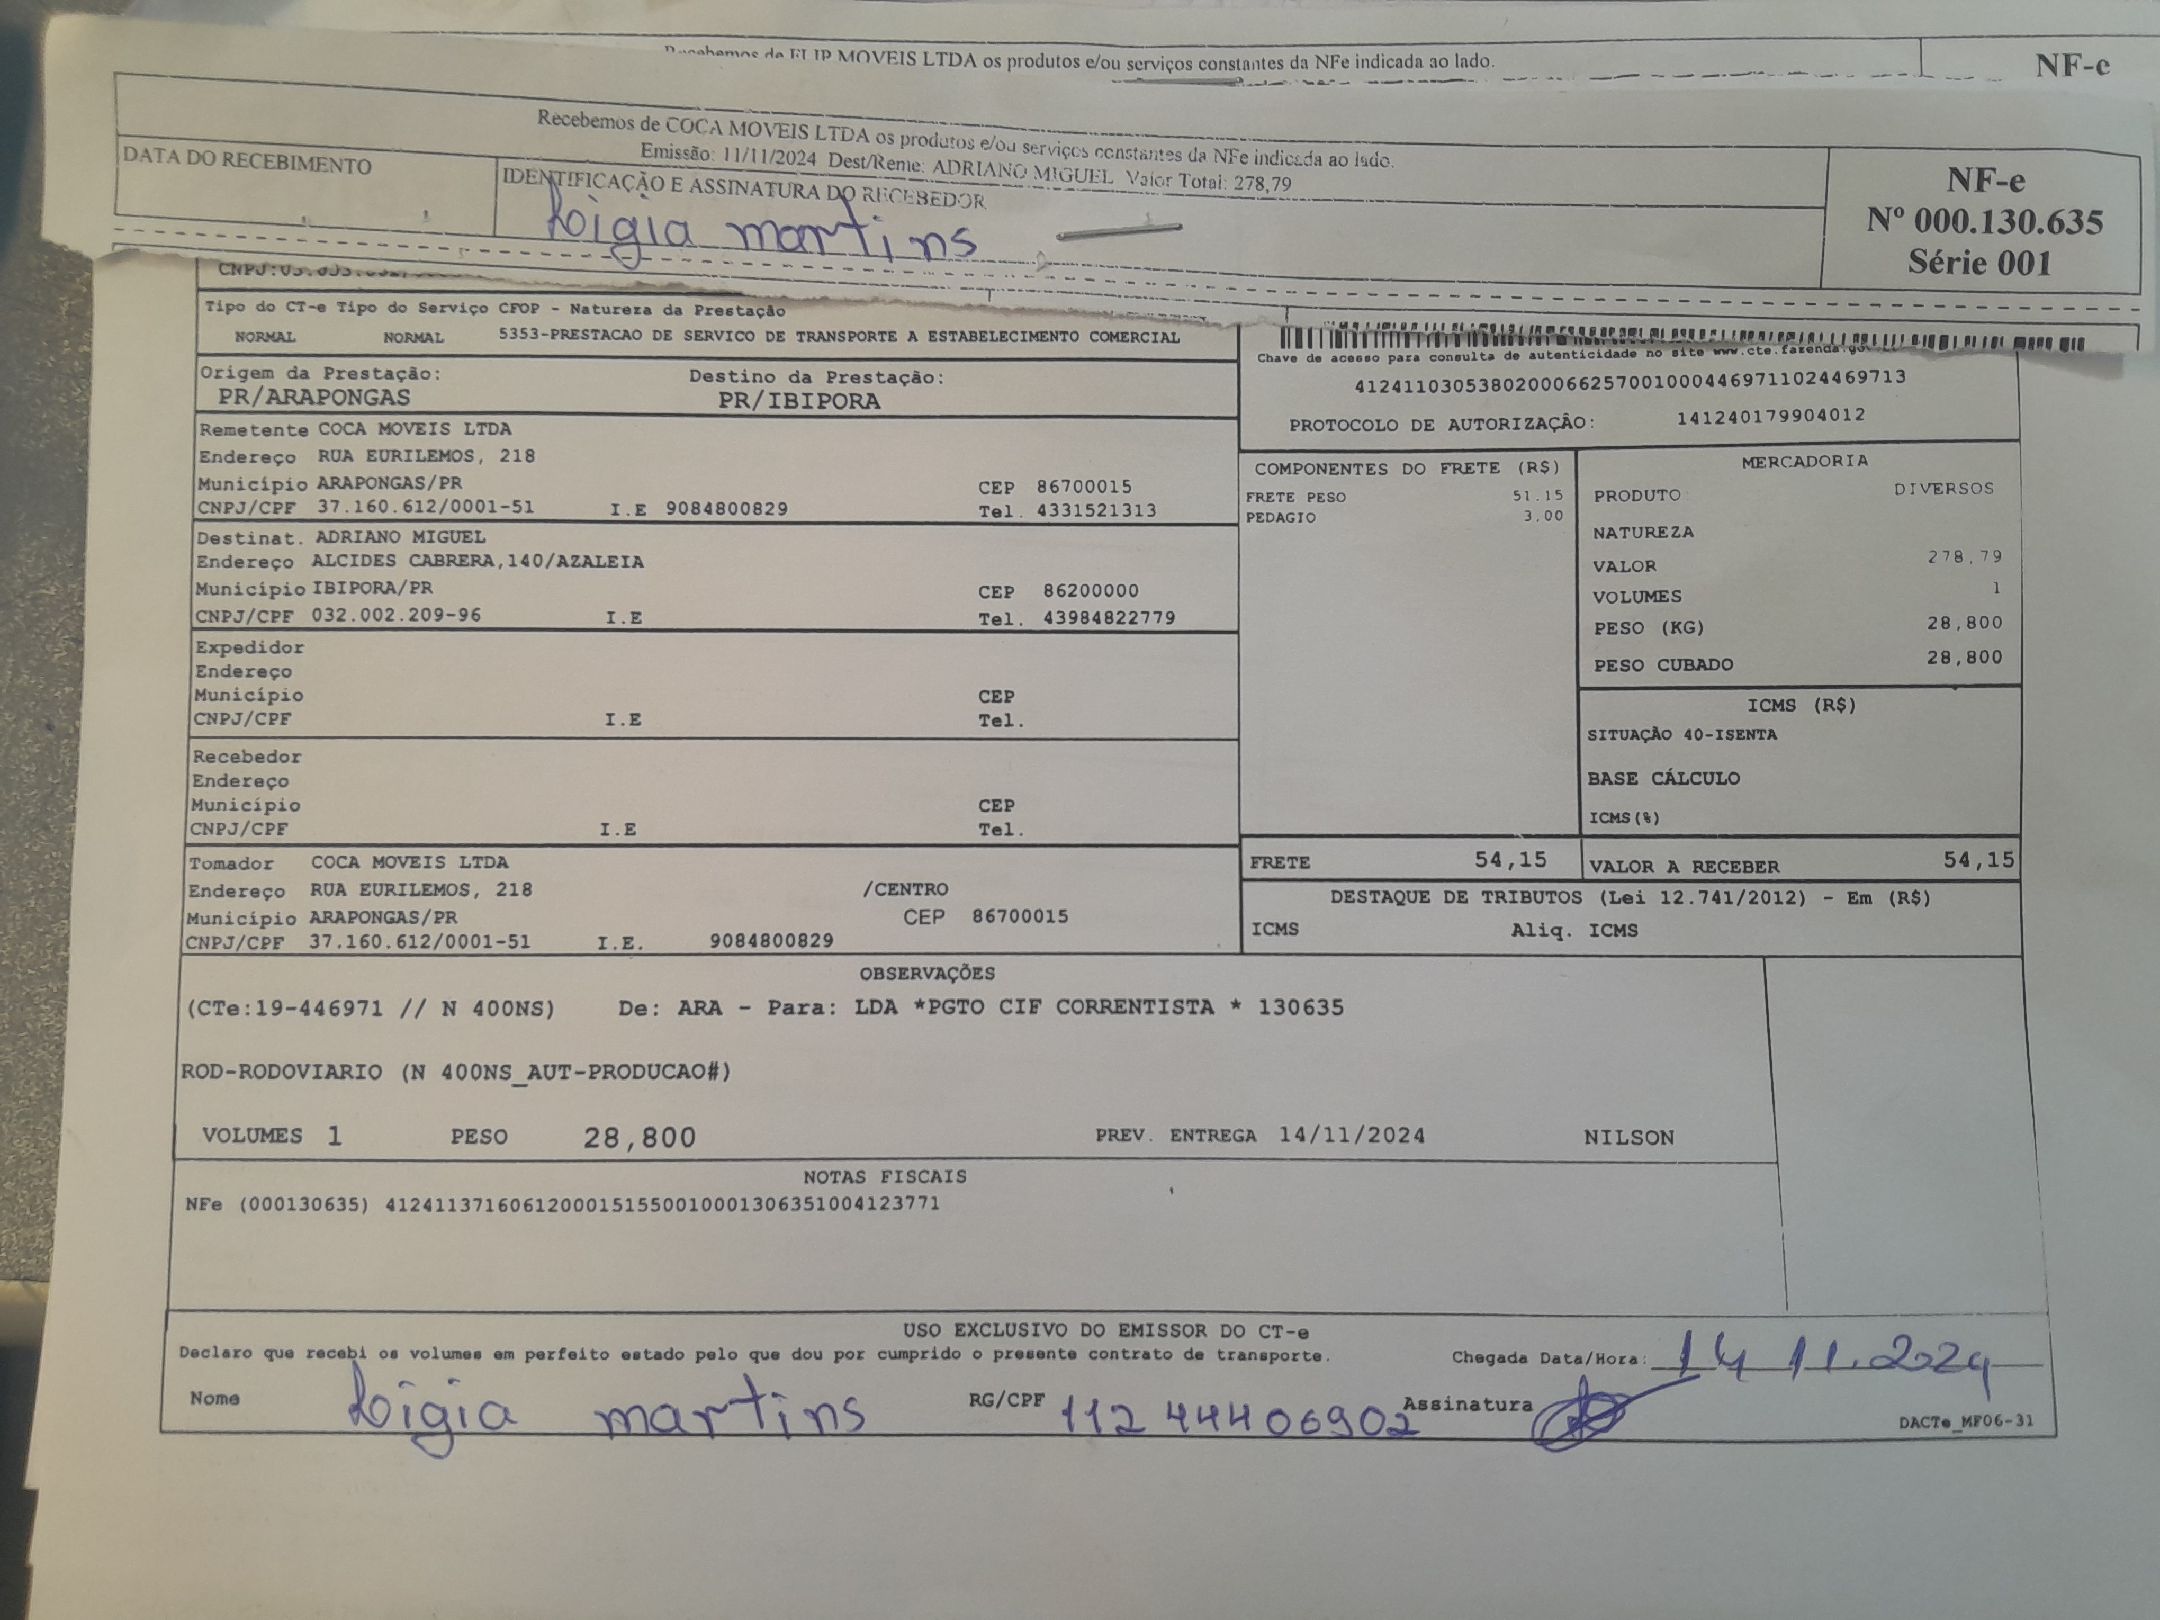 Recebemos de FLIP MOVEIS LTDA os produtos e/ou serviços constantes da NFe indicada ao lado.
NF-e
Recebemos de COCA MOVEIS LTDA os produtos e/ou serviços constantes da NFe indicada ao lado.
Emissão: 11/11/2024 Dest/Reme: ADRIANO MIGUEL Valor Total: 278,79
DATA DO RECEBIMENTO
IDENTIFICAÇÃO E ASSINATURA DO RECEBEDOR
Ligia martins
NF-e
Nº 000.130.635
Série 001
Tipo do CT-e Tipo do Serviço CFOP - Natureza da Prestação
NORMAL NORMAL 5353-PRESTACAO DE SERVICO DE TRANSPORTE A ESTABELECIMENTO COMERCIAL
Chave de acesso para consulta de autenticidade no site www.cte.fazenda.gov
41241103053802000662570010004469711024469713
PROTOCOLO DE AUTORIZAÇÃO: 141240179904012
Origem da Prestação: Destino da Prestação:
PR/ARAPONGAS PR/IBIPORA
Remetente COCA MOVEIS LTDA
Endereço RUA EURILEMOS, 218
Município ARAPONGAS/PR CEP 86700015
CNPJ/CPF 37.160.612/0001-51 I.E 9084800829 Tel. 4331521313
Destinat. ADRIANO MIGUEL
Endereço ALCIDES CABRERA,140/AZALEIA
Município IBIPORA/PR CEP 86200000
CNPJ/CPF 032.002.209-96 I.E Tel. 43984822779
Expedidor
Endereço
Município CEP
CNPJ/CPF I.E Tel.
Recebedor
Endereço
Município CEP
CNPJ/CPF I.E Tel.
Tomador COCA MOVEIS LTDA
Endereço RUA EURILEMOS, 218 /CENTRO
Município ARAPONGAS/PR CEP 86700015
CNPJ/CPF 37.160.612/0001-51 I.E. 9084800829
COMPONENTES DO FRETE (R$)
FRETE PESO 51.15
PEDAGIO 3,00
MERCADORIA
PRODUTO DIVERSOS
NATUREZA
VALOR 278,79
VOLUMES 1
PESO (KG) 28,800
PESO CUBADO 28,800
ICMS (R$)
SITUAÇÃO 40-ISENTA
BASE CÁLCULO
ICMS(%)
FRETE 54,15 VALOR A RECEBER 54,15
DESTAQUE DE TRIBUTOS (Lei 12.741/2012) - Em (R$)
ICMS Aliq. ICMS
OBSERVAÇÕES
(CTe:19-446971 // N 400NS) De: ARA - Para: LDA *PGTO CIF CORRENTISTA * 130635
ROD-RODOVIARIO (N 400NS_AUT-PRODUCAO#)
VOLUMES 1 PESO 28,800 PREV. ENTREGA 14/11/2024 NILSON
NOTAS FISCAIS
NFe (000130635) 41241137160612000151550010001306351004123771
USO EXCLUSIVO DO EMISSOR DO CT-e
Declaro que recebi os volumes em perfeito estado pelo que dou por cumprido o presente contrato de transporte. Chegada Data/Hora: 14 11.2024
Nome Ligia martins RG/CPF 112 44406902 Assinatura
DACTe_MF06-31